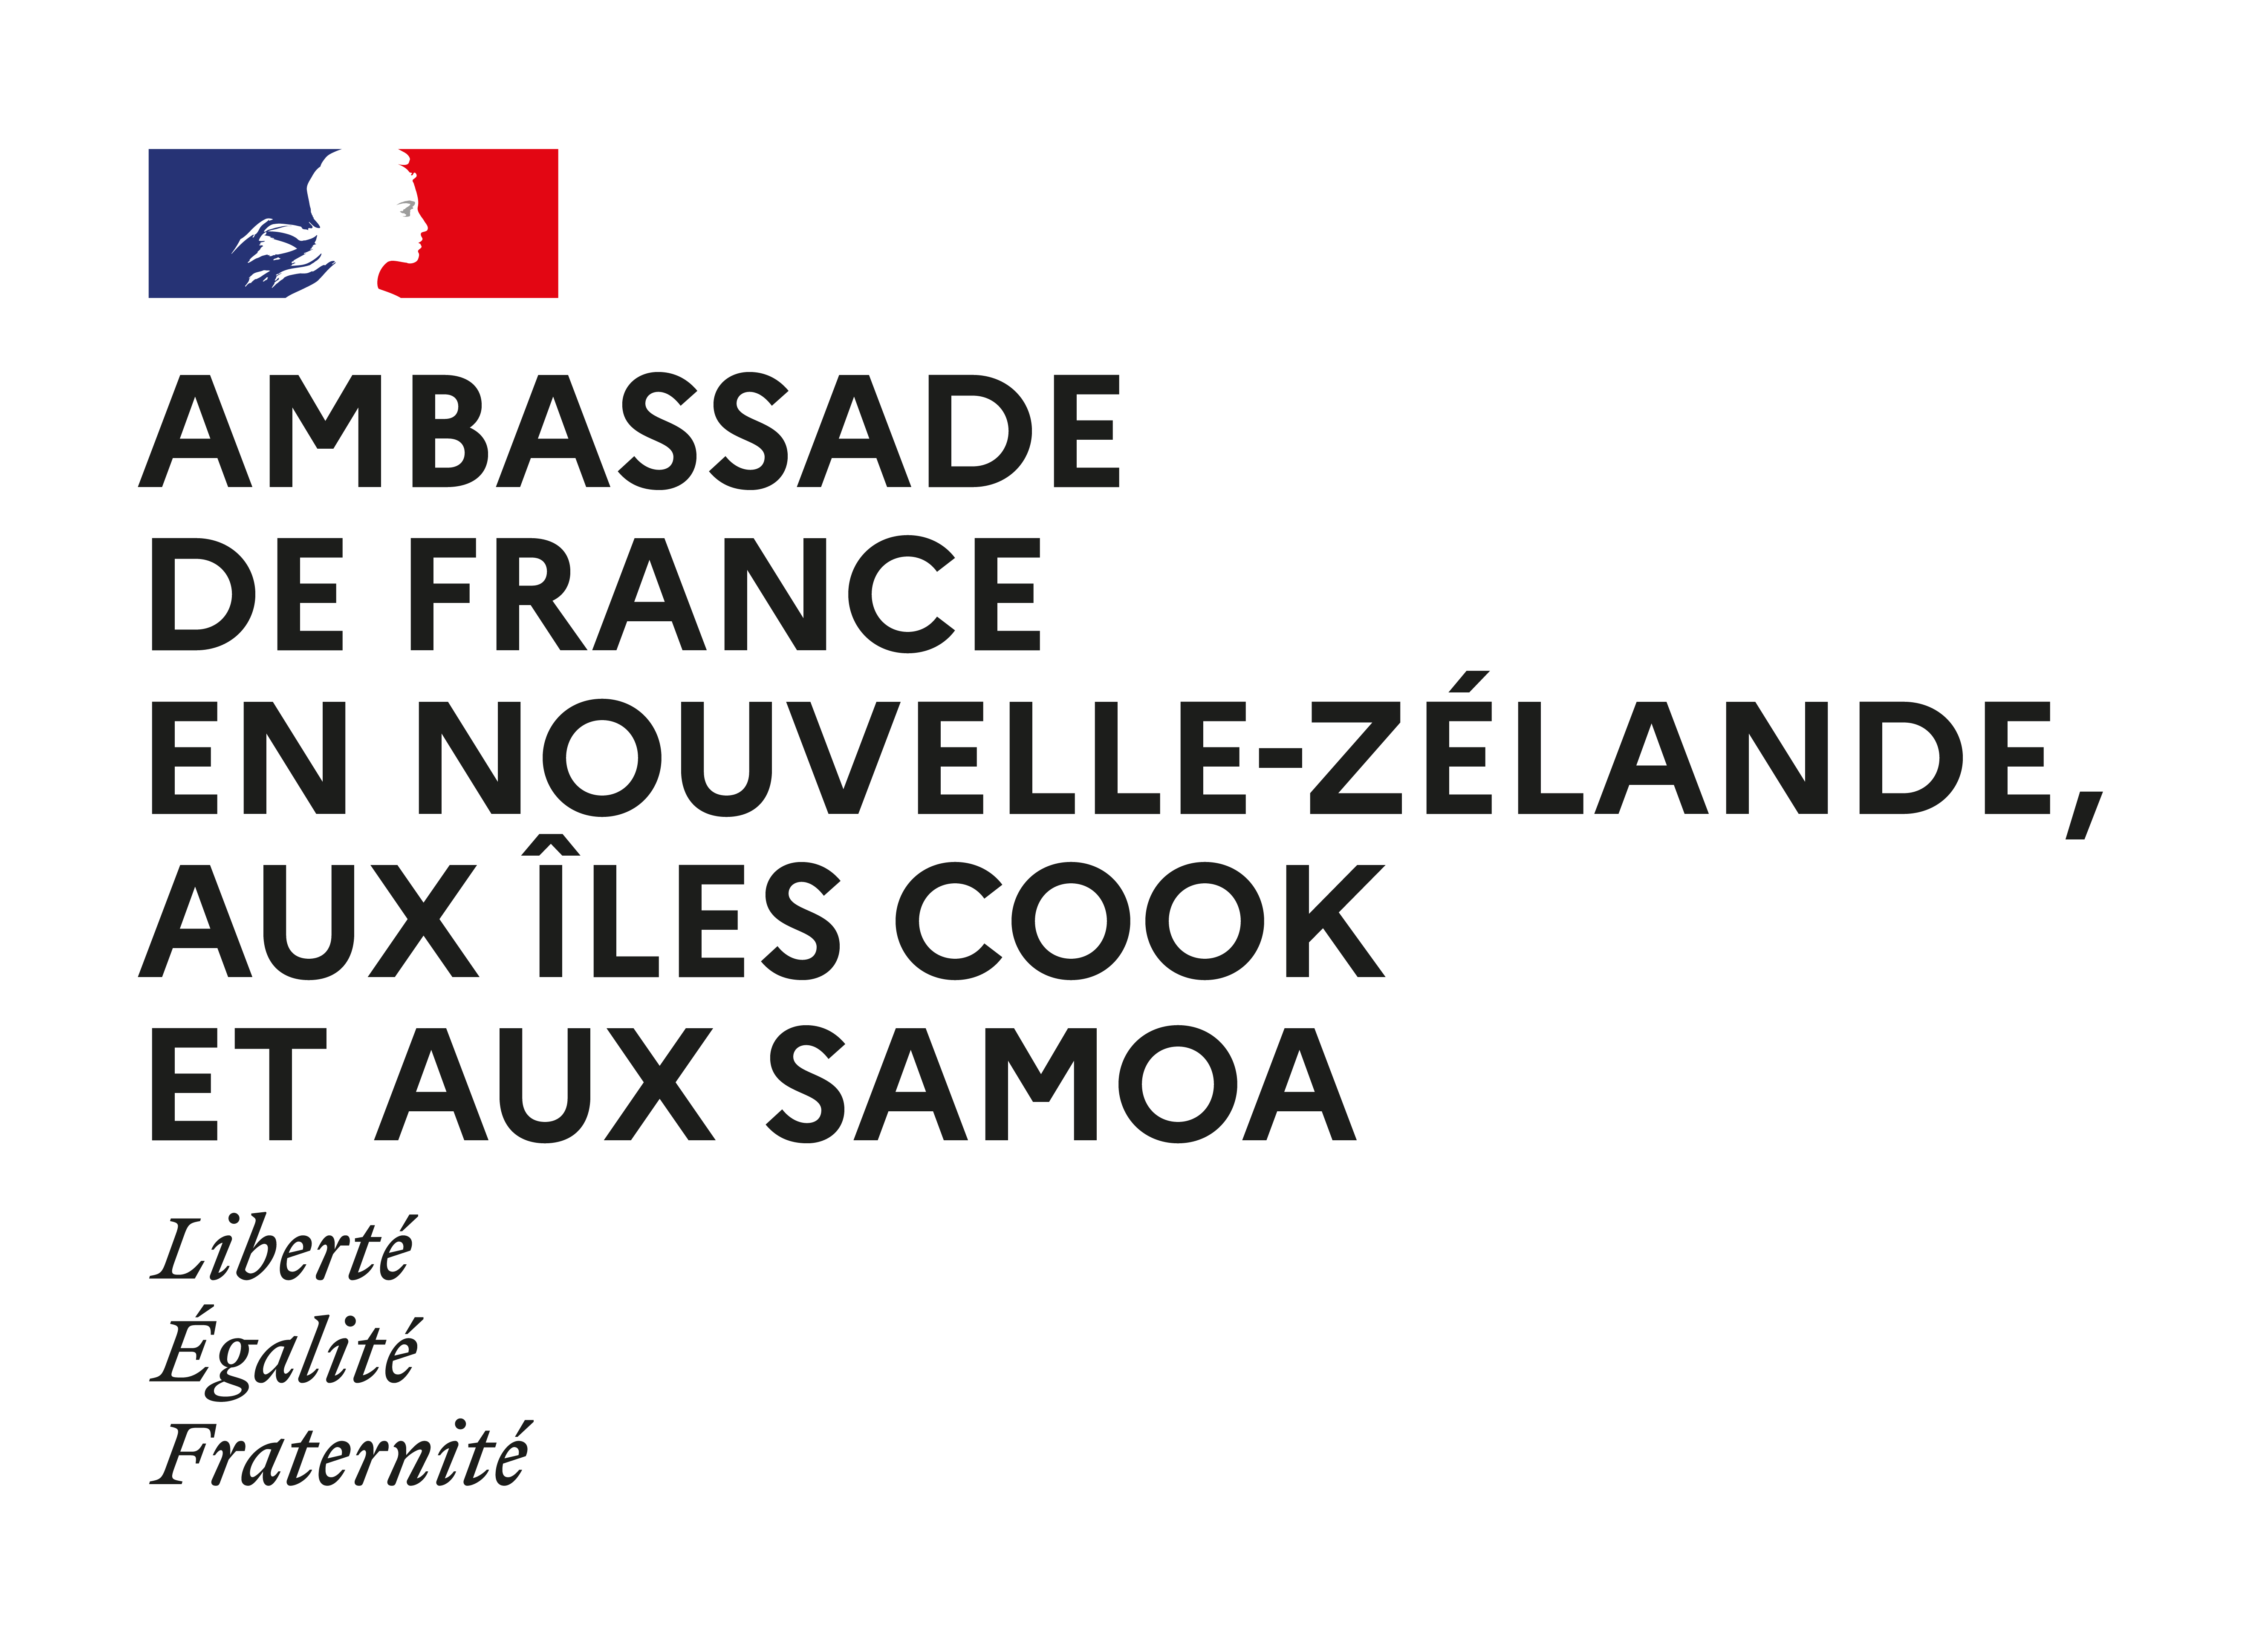 AMBASSADE
DE FRANCE
EN NOUVELLE-ZÉLANDE,
AUX ÎLES COOK
ET AUX SAMOA
Liberté
Égalité
Fraternité